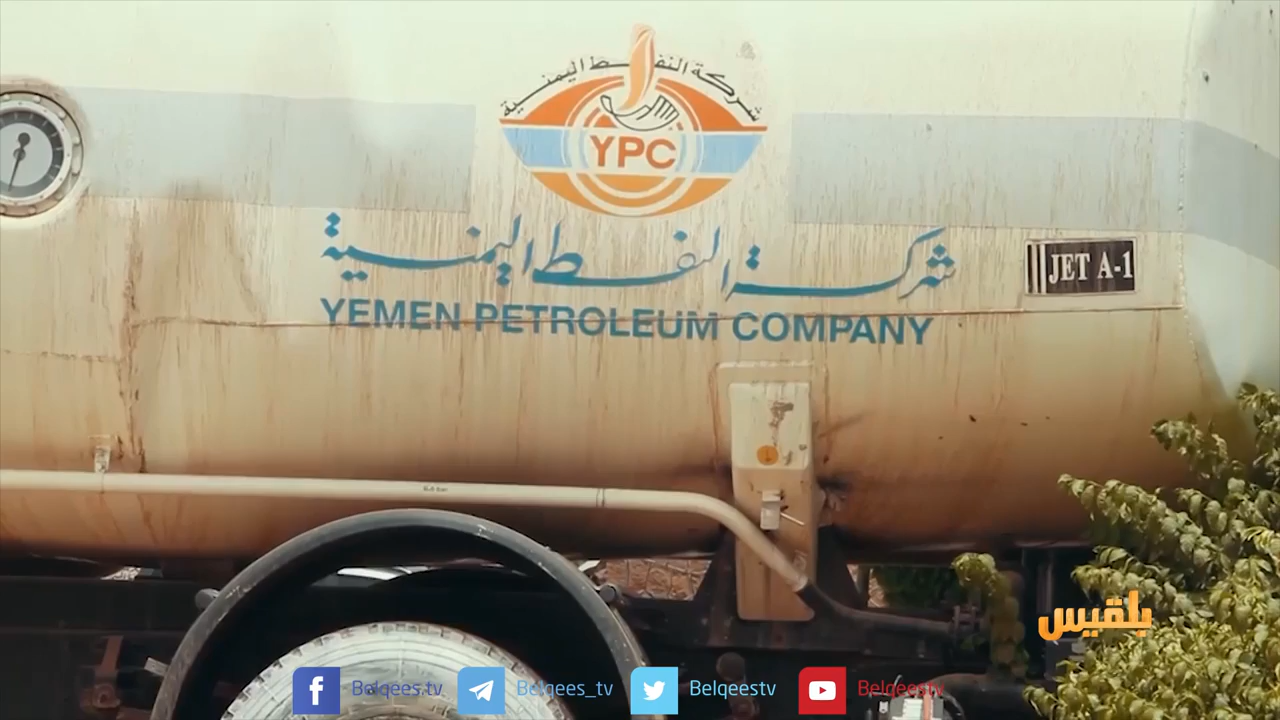 شركة النفط اليمنية
YPC
شركة النفط اليمنية
YEMEN PETROLEUM COMPANY
JET A-1
بلقيس
Belqees.tv
Belqees_tv
Belqeestv
Belqeestv